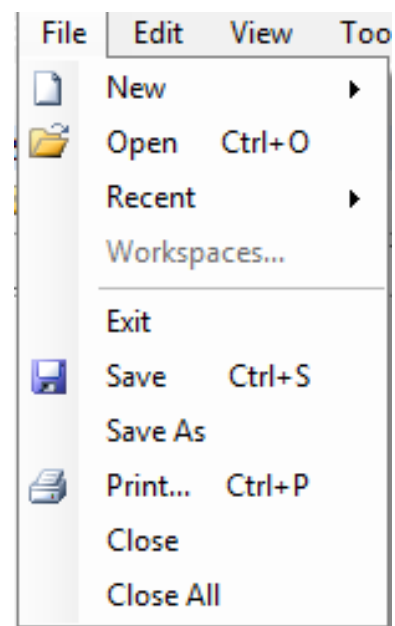 File Edit View Too
New
Open Ctrl+O
Recent
Workspaces...
Exit
Save Ctrl+S
Save As
Print... Ctrl+P
Close
Close All